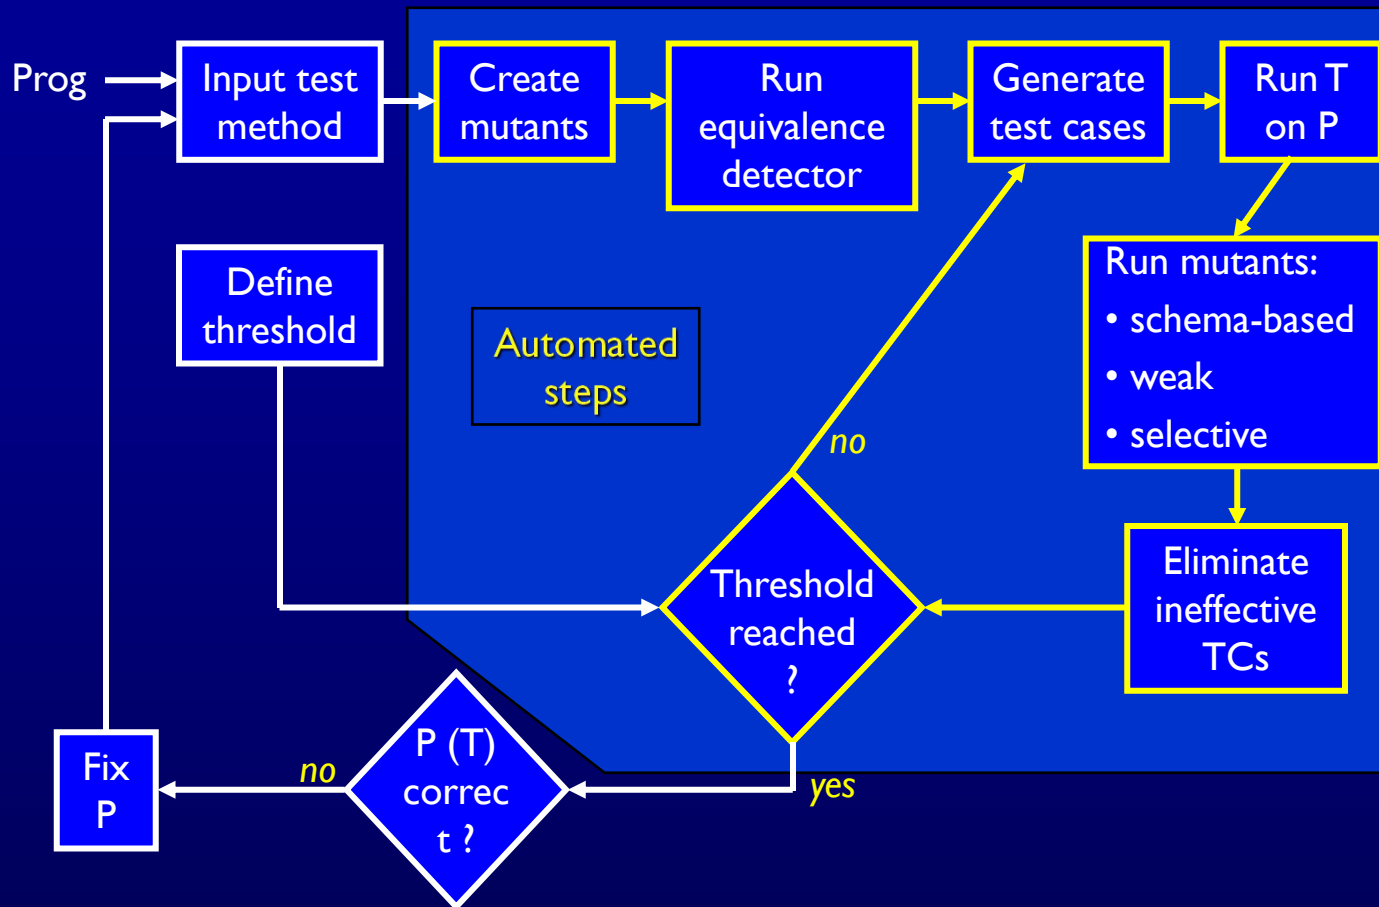 Prog
Input test
method
Create
mutants
Run
equivalence
detector
Generate
test cases
Run T
on P
Define
threshold
Automated
steps
Run mutants:
• schema-based
• weak
• selective
no
Threshold
reached
?
Eliminate
ineffective
TCs
yes
P (T)
correc
t ?
no
Fix
P